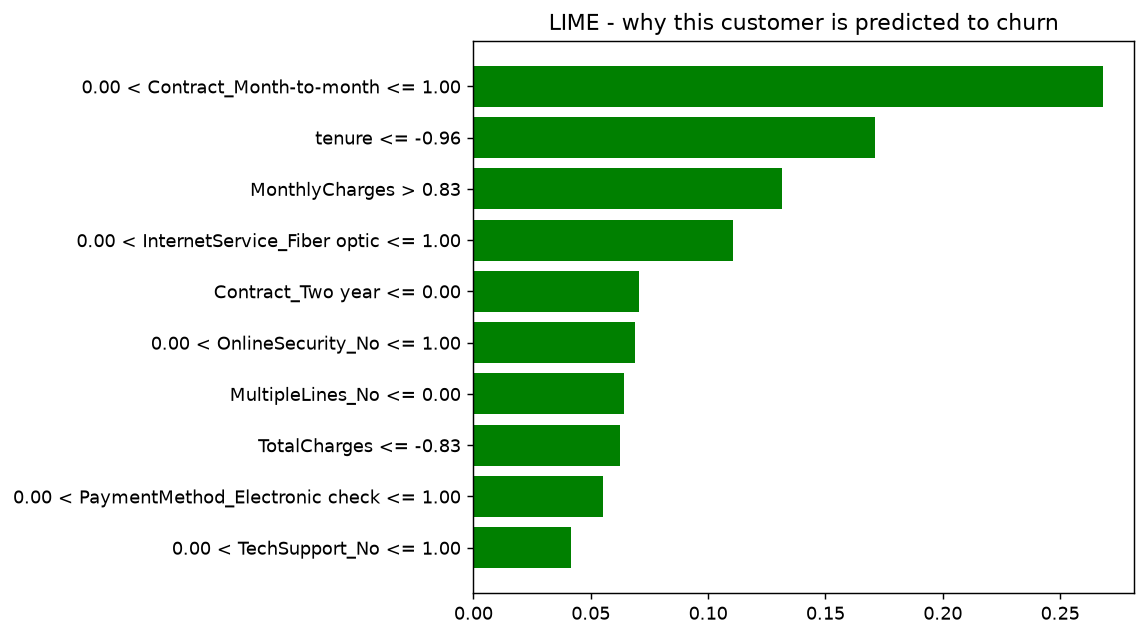 LIME - why this customer is predicted to churn
0.00 < Contract_Month-to-month <= 1.00
tenure <= -0.96
MonthlyCharges > 0.83
0.00 < InternetService_Fiber optic <= 1.00
Contract_Two year <= 0.00
0.00 < OnlineSecurity_No <= 1.00
MultipleLines_No <= 0.00
TotalCharges <= -0.83
0.00 < PaymentMethod_Electronic check <= 1.00
0.00 < TechSupport_No <= 1.00
0.00 0.05 0.10 0.15 0.20 0.25